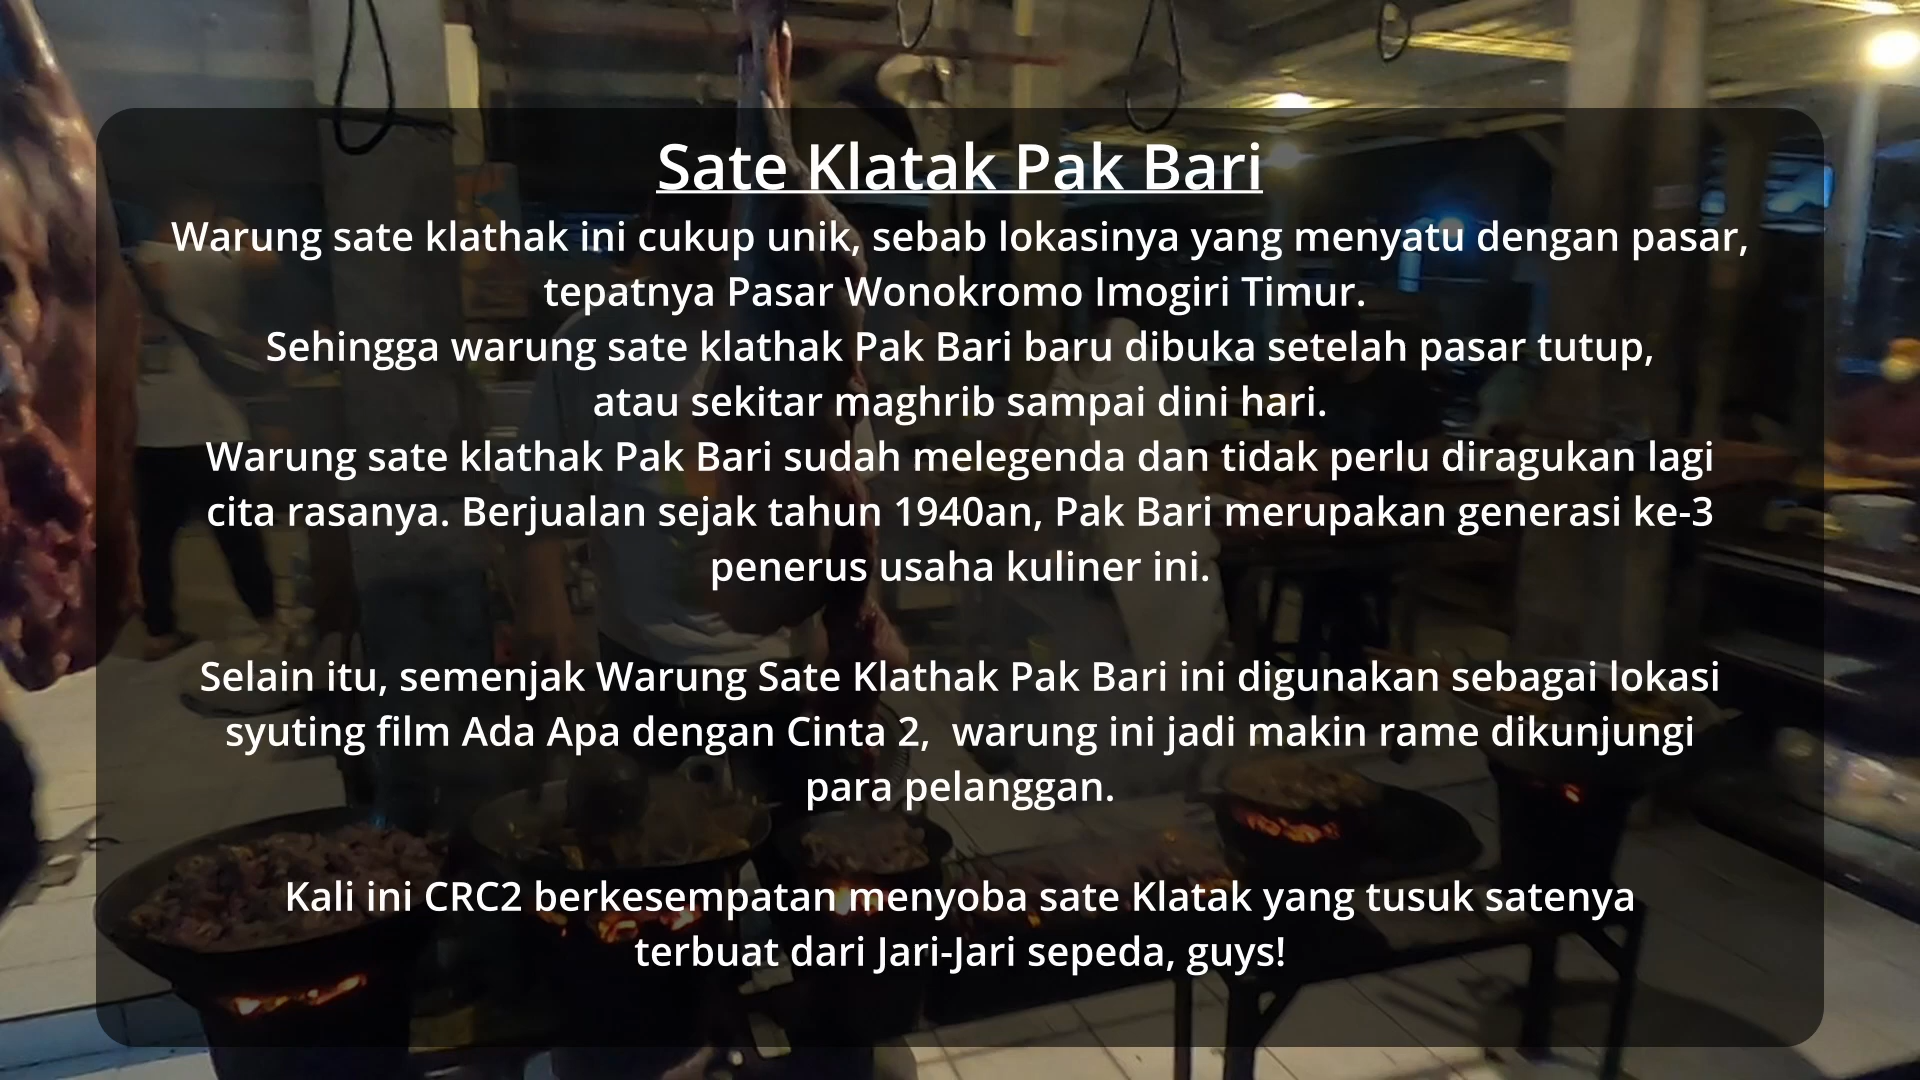 Sate Klatak Pak Bari
Warung sate klathak ini cukup unik, sebab lokasinya yang menyatu dengan pasar,
tepatnya Pasar Wonokromo Imogiri Timur.
Sehingga warung sate klathak Pak Bari baru dibuka setelah pasar tutup,
atau sekitar maghrib sampai dini hari.
Warung sate klathak Pak Bari sudah melegenda dan tidak perlu diragukan lagi
cita rasanya. Berjualan sejak tahun 1940an, Pak Bari merupakan generasi ke-3
penerus usaha kuliner ini.
Selain itu, semenjak Warung Sate Klathak Pak Bari ini digunakan sebagai lokasi
syuting film Ada Apa dengan Cinta 2,  warung ini jadi makin rame dikunjungi
para pelanggan.
Kali ini CRC2 berkesempatan menyoba sate Klatak yang tusuk satenya
terbuat dari Jari-Jari sepeda, guys!